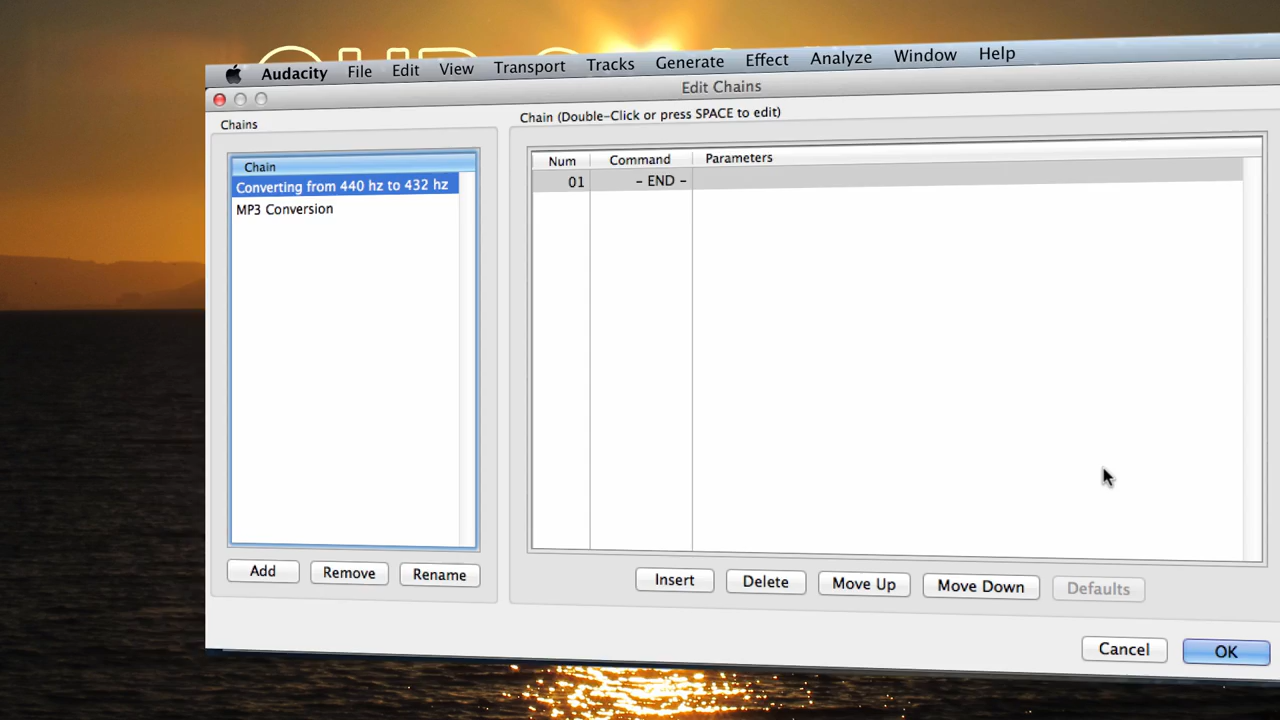 Audacity File Edit View Transport Tracks Generate Effect Analyze Window Help
Edit Chains
Chains
Chain (Double-Click or press SPACE to edit)
Chain
Converting from 440 hz to 432 hz
MP3 Conversion
Num Command Parameters
01 - END -
Add Remove Rename
Insert Delete Move Up Move Down Defaults
Cancel OK